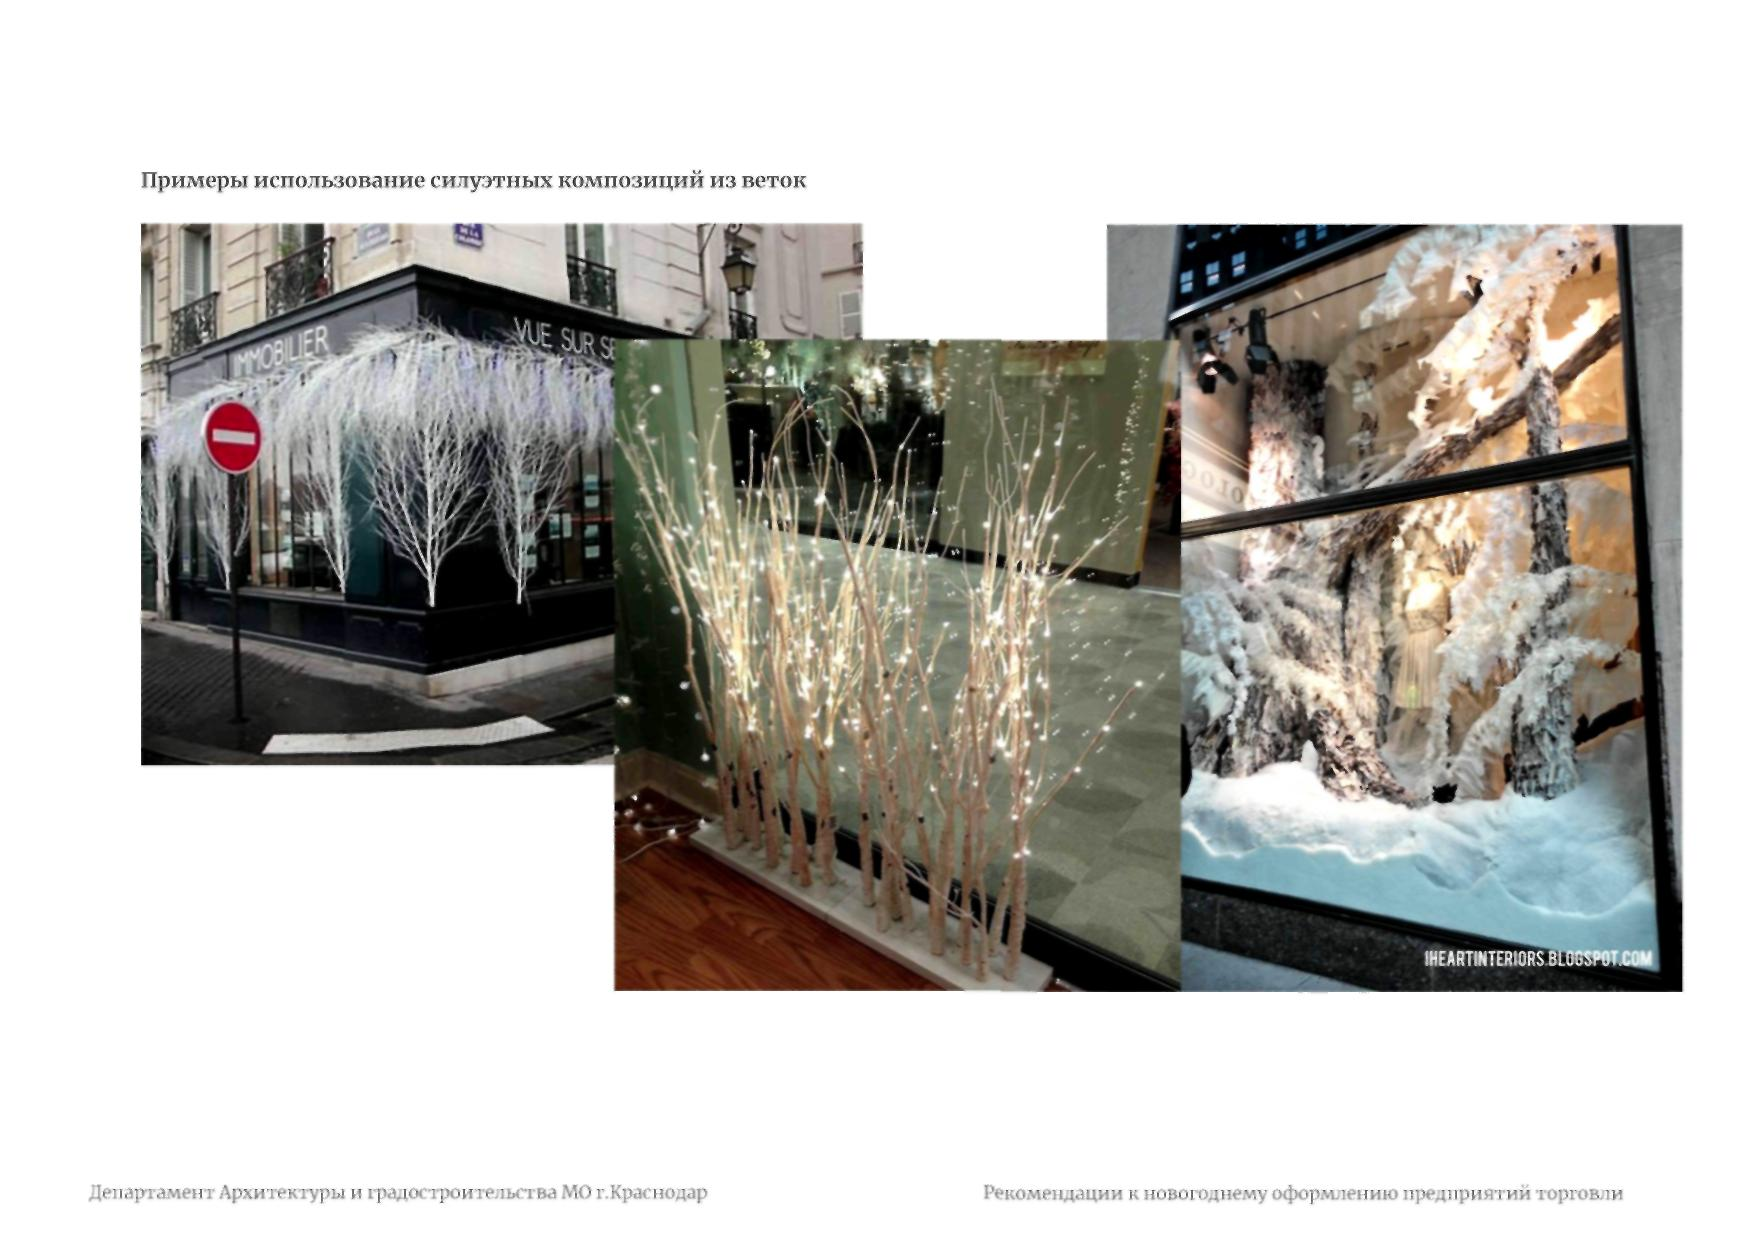 Примеры использование силуэтных композиций из веток
IMMOBILIER
VUE SUR SE
IHEARTINTERIORS.BLOGSPOT.COM
Департамент Архитектуры и градостроительства МО г.Краснодар
Рекомендации к новогоднему оформлению предприятий торговли